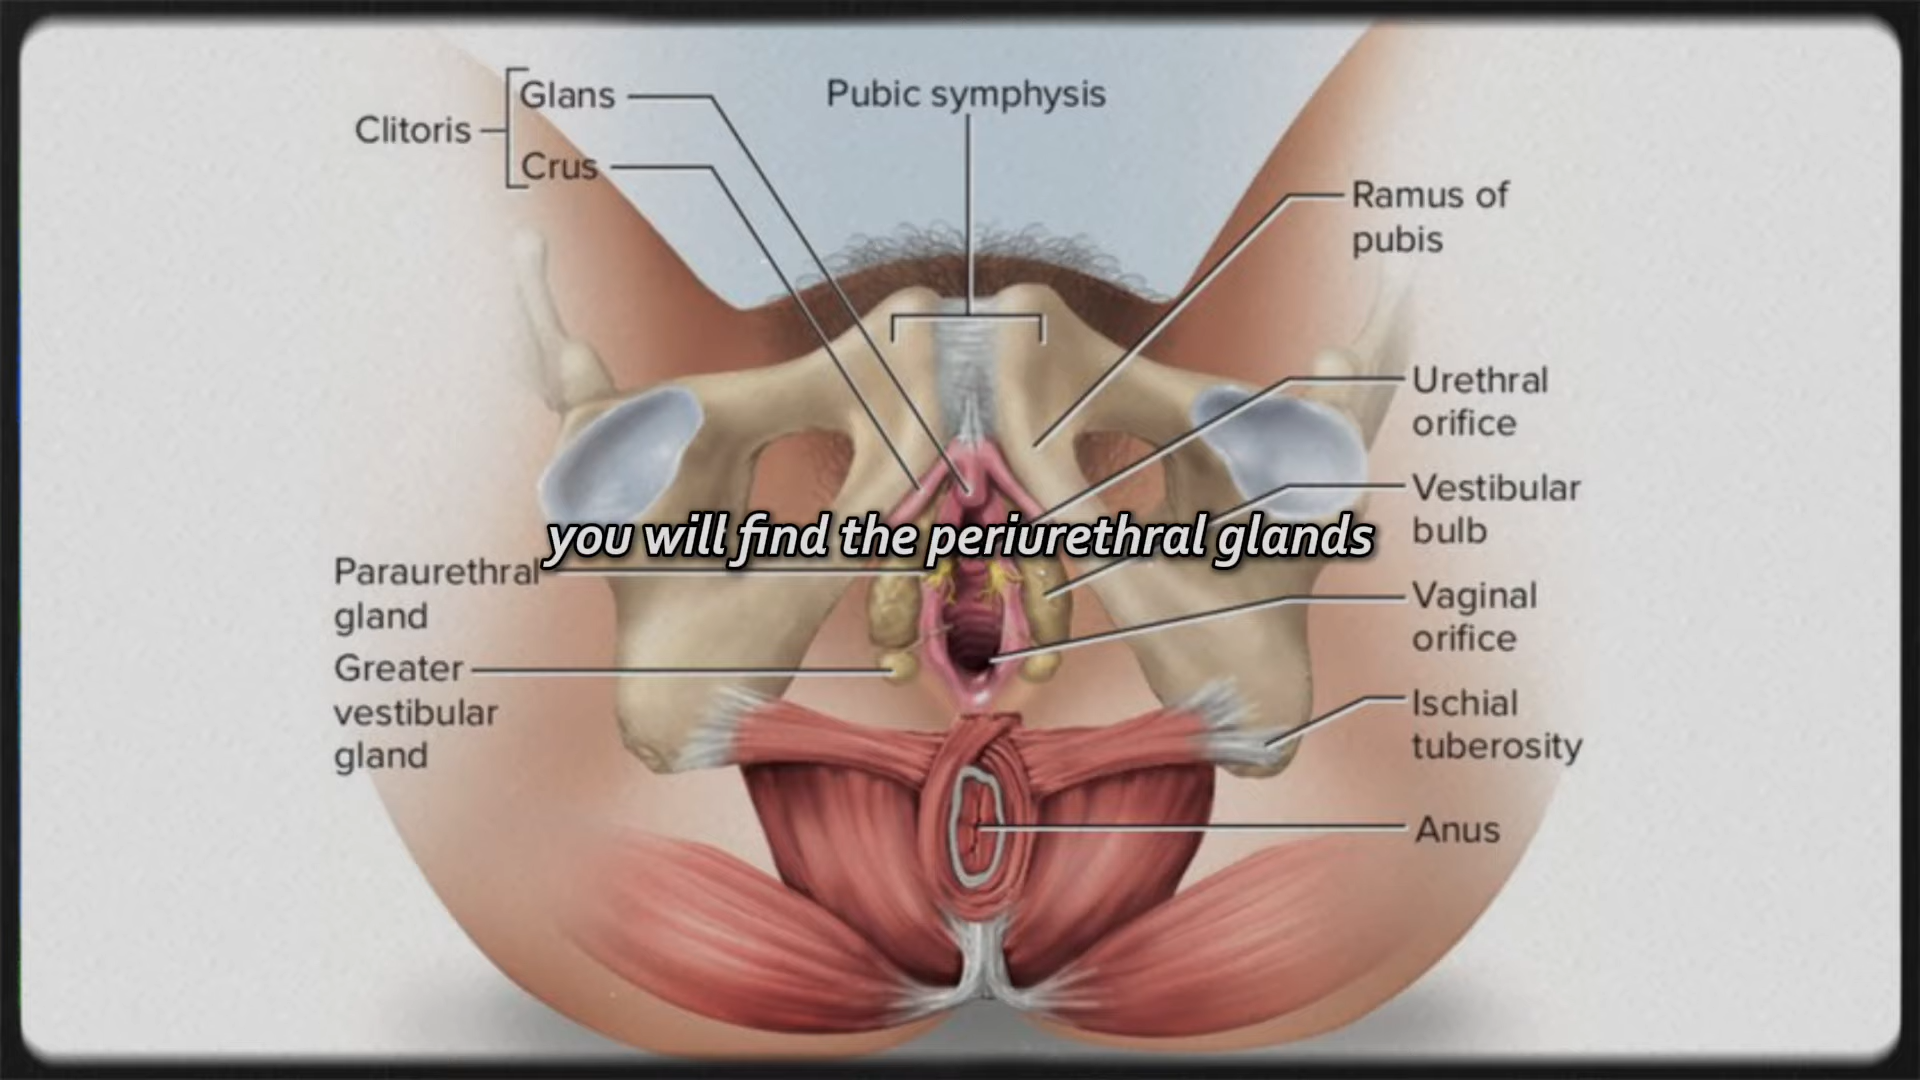 Glans
Pubic symphysis
Clitoris
Crus
Ramus of
pubis
Urethral
orifice
Vestibular
bulb
you will find the periurethral glands
Paraurethral
gland
Vaginal
orifice
Greater
vestibular
gland
Ischial
tuberosity
Anus